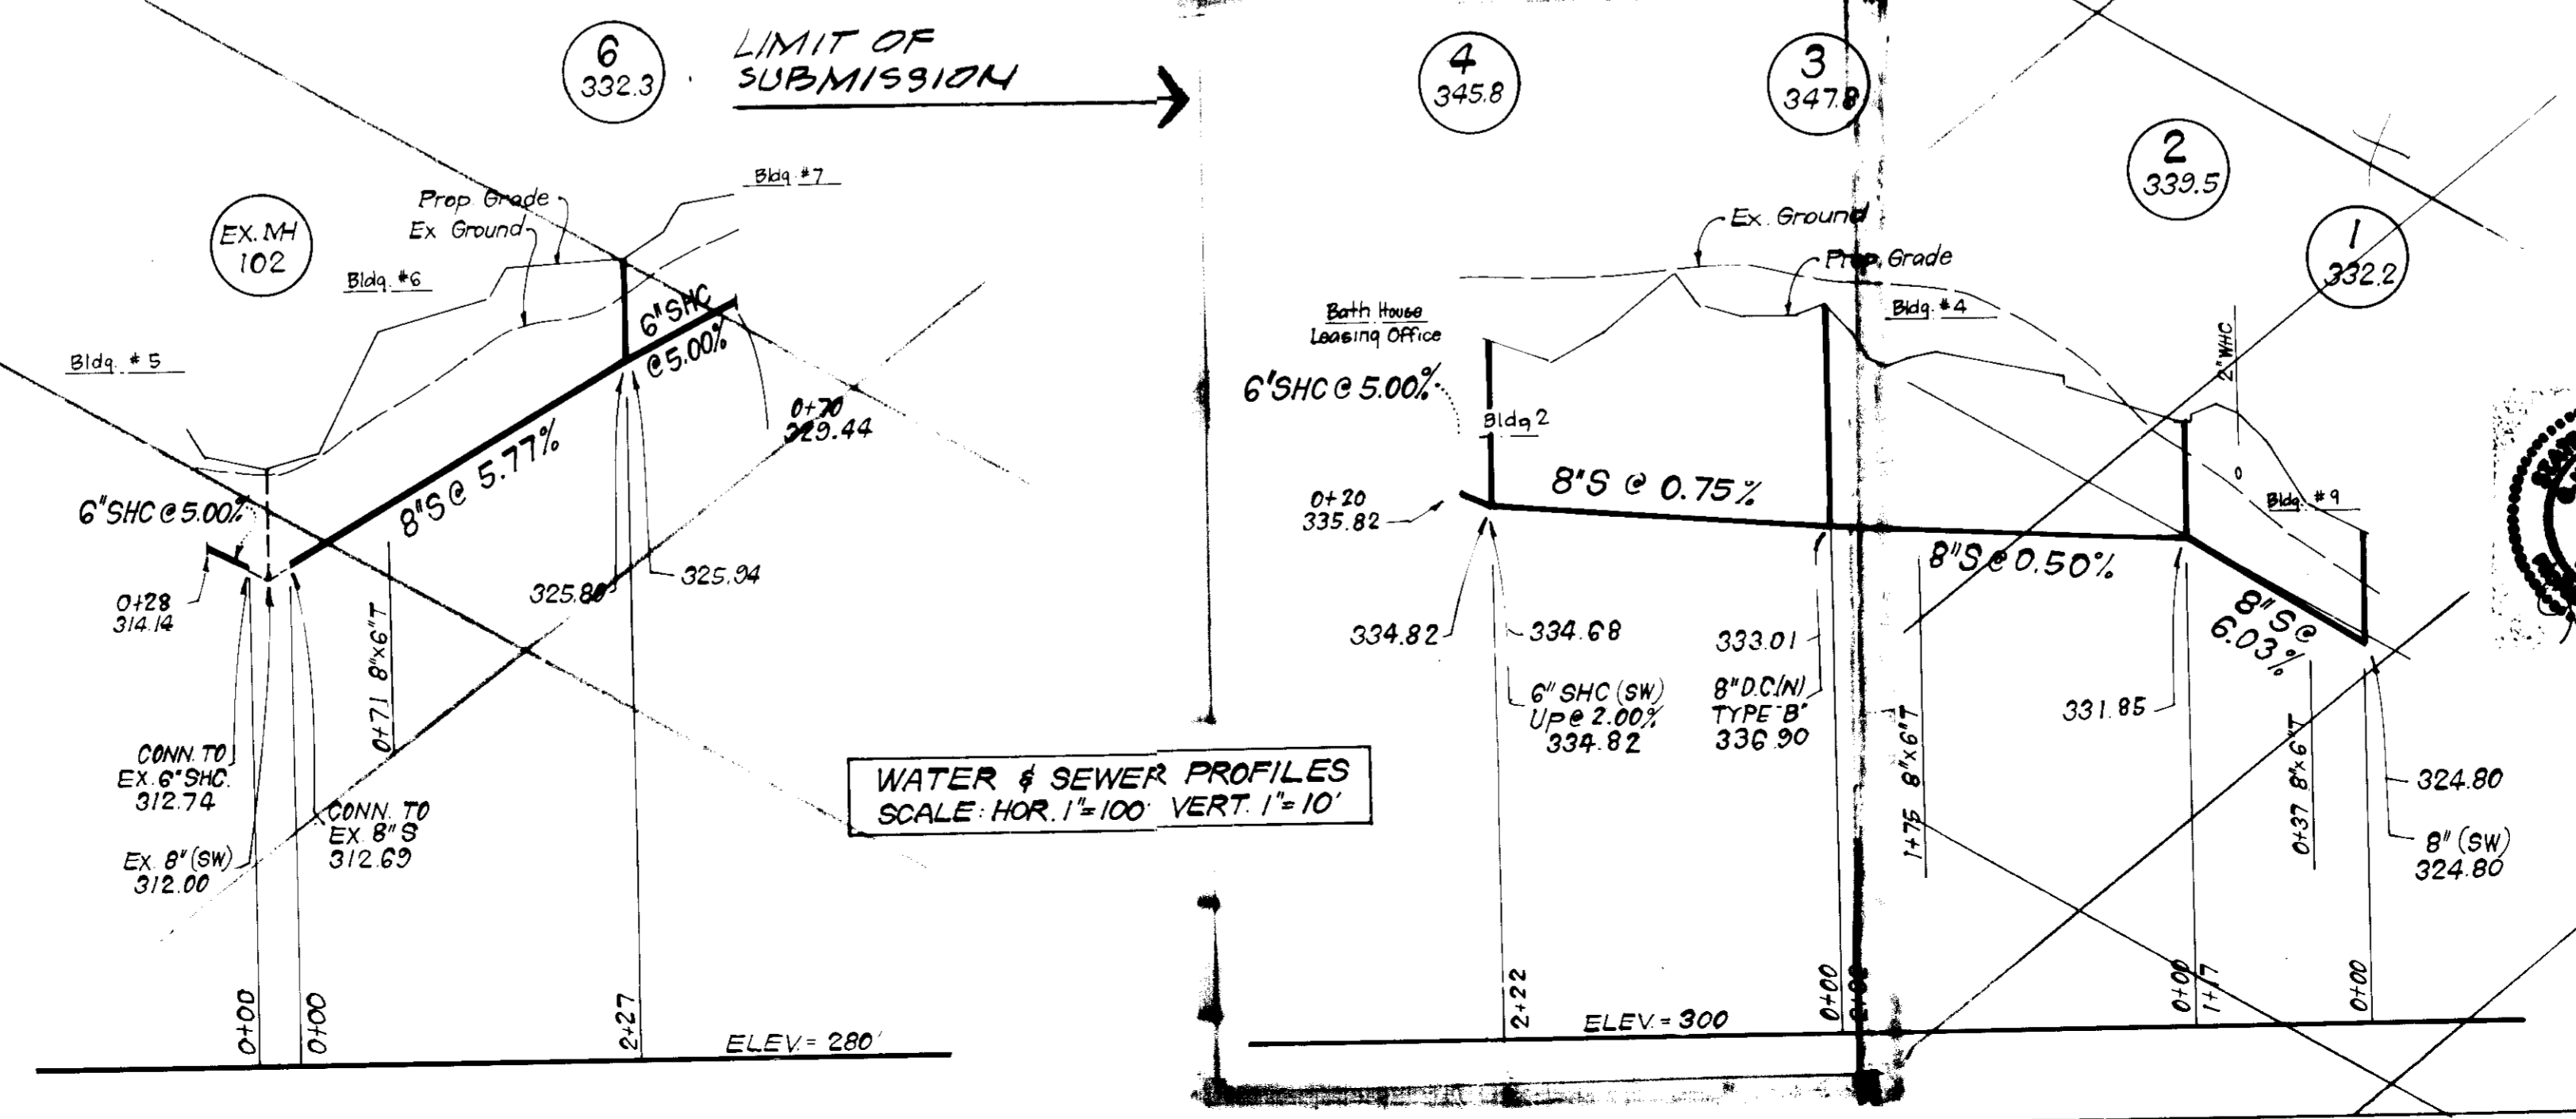 6
332.3
LIMIT OF
SUBMISSION
4
345.8
3
347.8
2
339.5
1
332.2
EX. MH
102
Prop Grade
Ex Ground
Bldg #7
Bldg. #6
Bldg. #5
6"SHC
@5.00%
0+70
329.44
8"S@ 5.77%
6"SHC@5.00%
0+28
314.14
325.80
325.94
0+71 8"x6"T
CONN. TO
EX. 6"SHC.
312.74
CONN. TO
EX. 8"S
312.69
EX. 8"(SW)
312.00
0+00
0+00
2+27
ELEV.= 280'
WATER & SEWER PROFILES
SCALE: HOR. 1"=100' VERT. 1"=10'
Ex. Ground
Prop. Grade
Bath House
Leasing Office
6"SHC@5.00%
Bldg 2
Bldg. #4
2"WHC
Bldg. #9
0+20
335.82
8"S @ 0.75%
8"S@0.50%
8"S@
6.03%
334.82
334.68
6" SHC (SW)
UP@ 2.00%
334.82
333.01
8"D.C.(N)
TYPE "B"
336.90
1+75 8"x6"T
331.85
0+37 8"x6"T
324.80
8" (SW)
324.80
2+22
ELEV.= 300
0+00
0+00
1+17
0+00